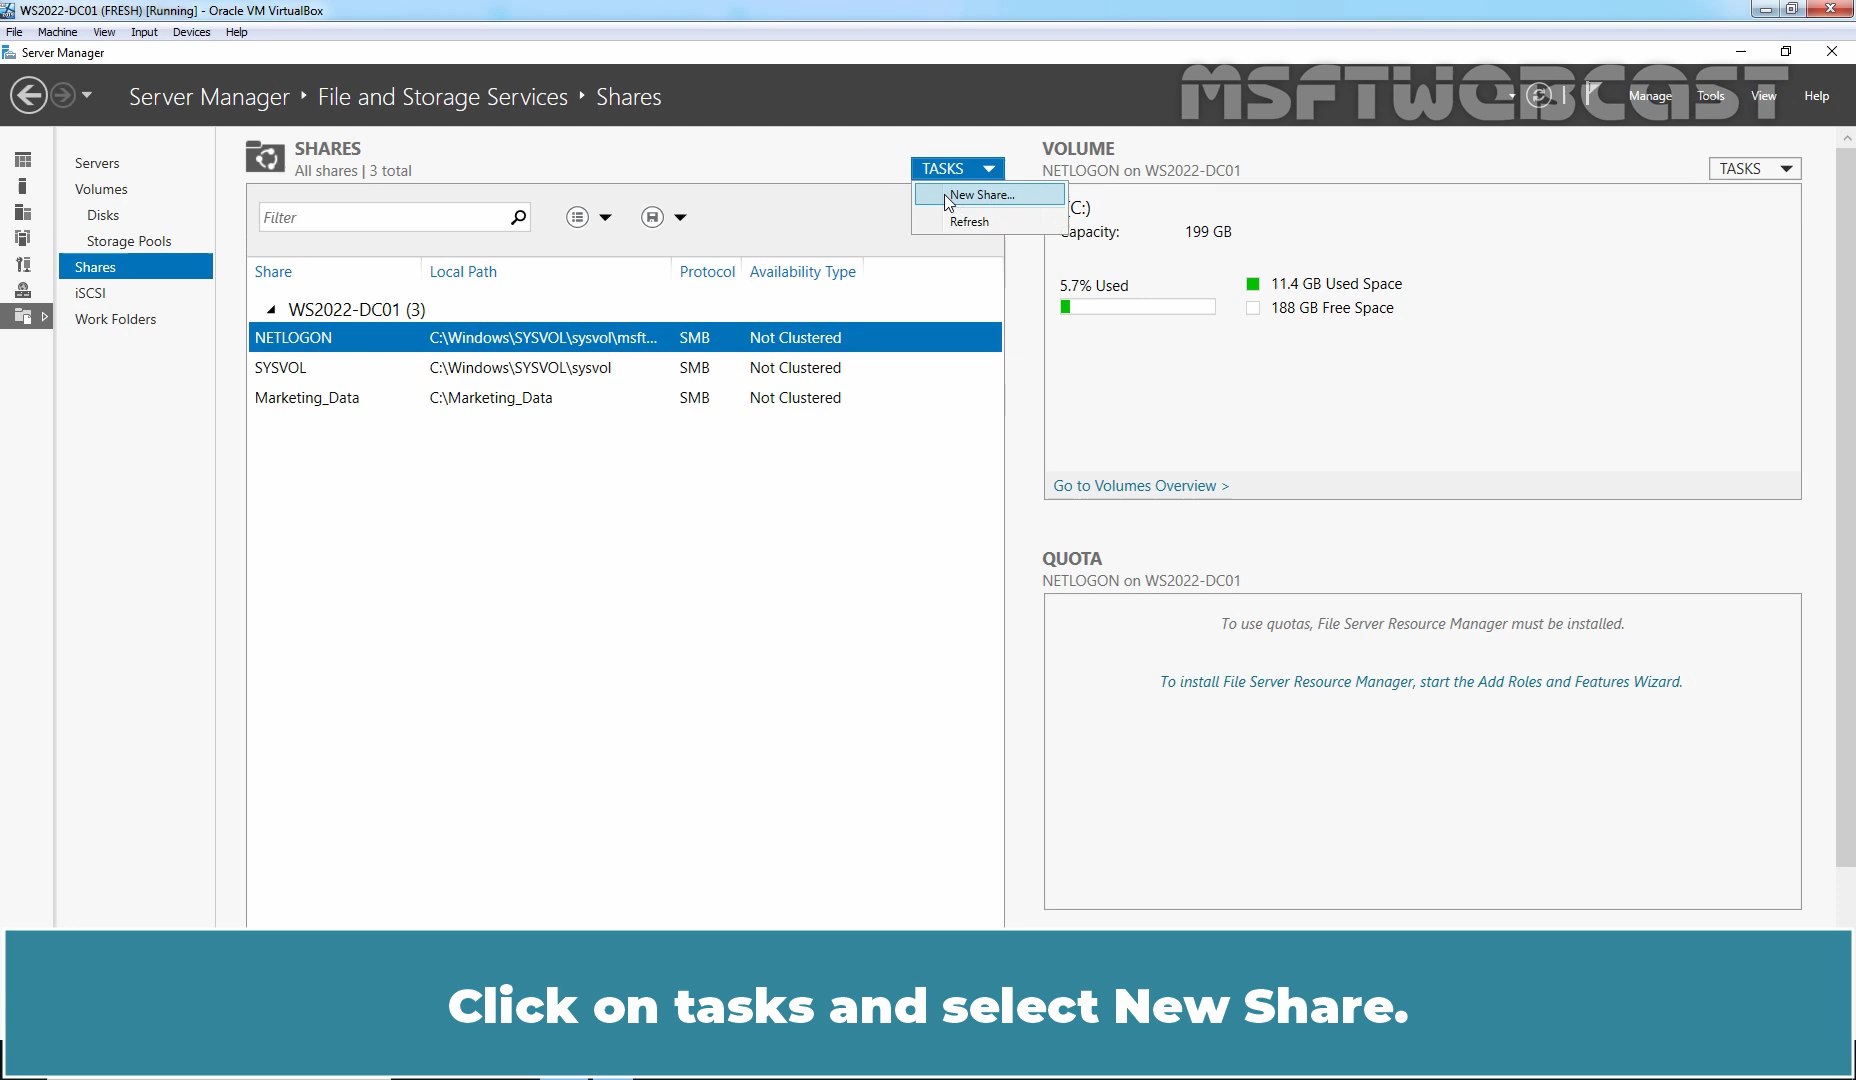 WS2022-DC01 (FRESH) [Running] - Oracle VM VirtualBox
File Machine View Input Devices Help
Server Manager
Server Manager ‣ File and Storage Services ‣ Shares
MSFTWEBCAST
Manage Tools View Help
Servers
Volumes
Disks
Storage Pools
Shares
iSCSI
Work Folders
SHARES
All shares | 3 total
TASKS
New Share...
Refresh
Filter
Share Local Path Protocol Availability Type
WS2022-DC01 (3)
NETLOGON C:\Windows\SYSVOL\sysvol\msft... SMB Not Clustered
SYSVOL C:\Windows\SYSVOL\sysvol SMB Not Clustered
Marketing_Data C:\Marketing_Data SMB Not Clustered
VOLUME
NETLOGON on WS2022-DC01
TASKS
(C:)
Capacity: 199 GB
5.7% Used
11.4 GB Used Space
188 GB Free Space
Go to Volumes Overview >
QUOTA
NETLOGON on WS2022-DC01
To use quotas, File Server Resource Manager must be installed.
To install File Server Resource Manager, start the Add Roles and Features Wizard.
Click on tasks and select New Share.